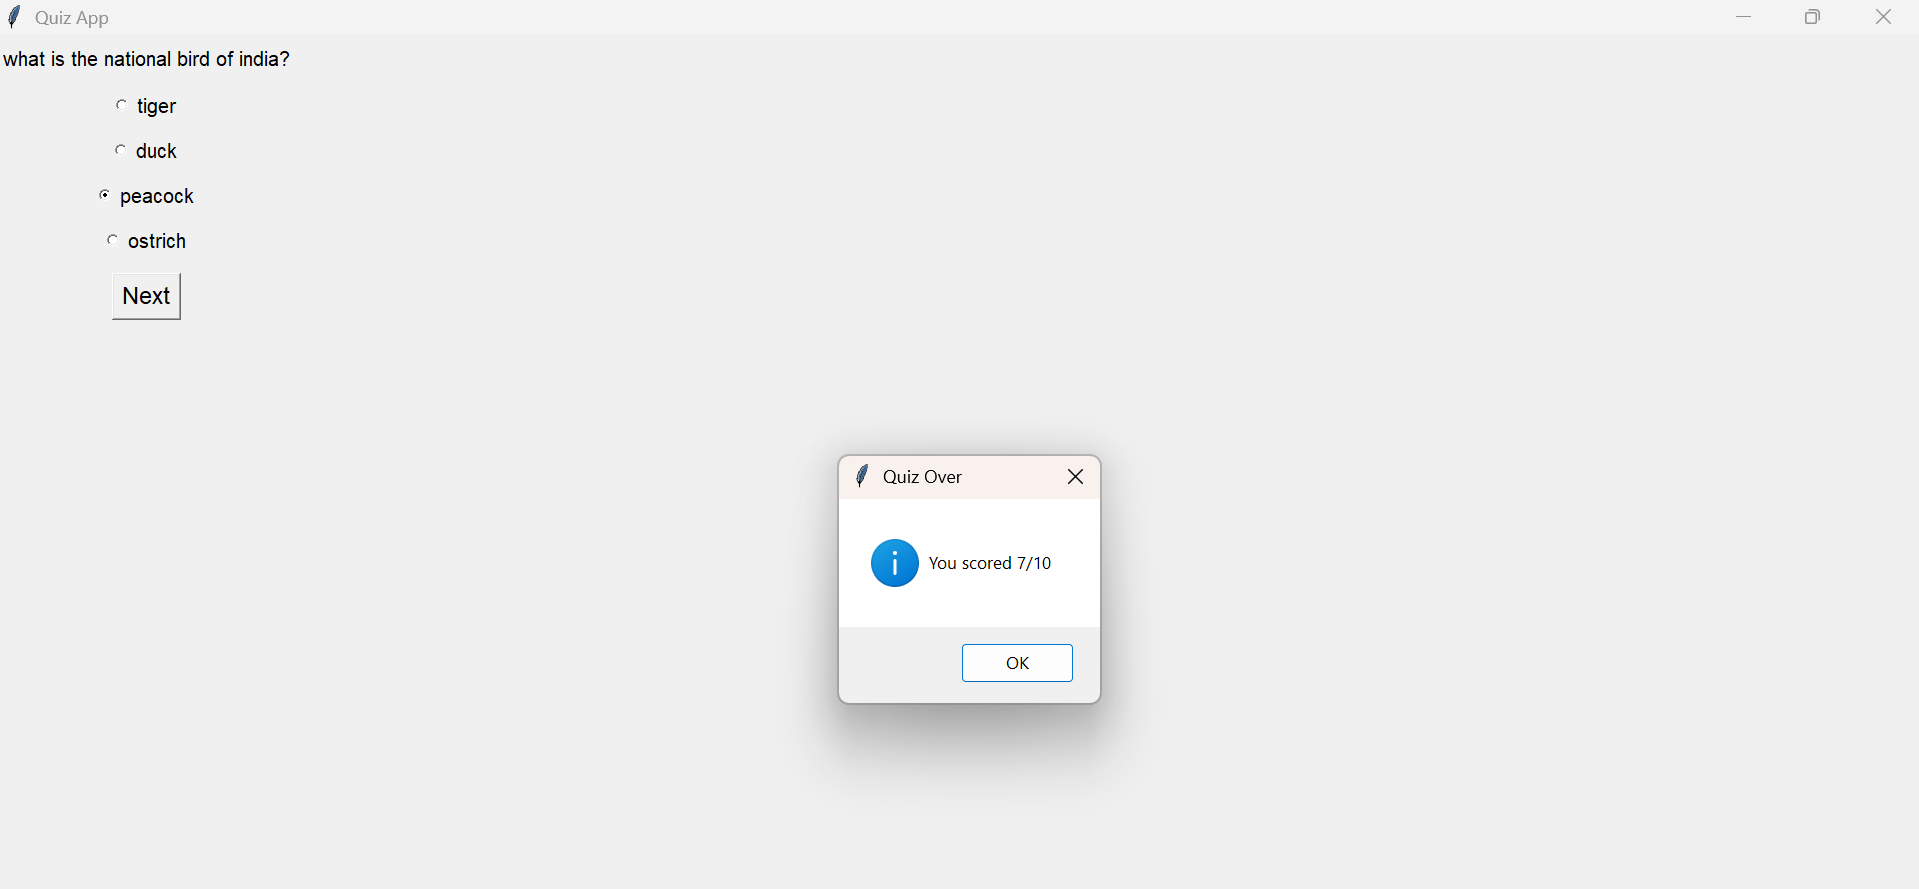 Quiz App
what is the national bird of india?
tiger
duck
peacock
ostrich
Next
Quiz Over
You scored 7/10
OK